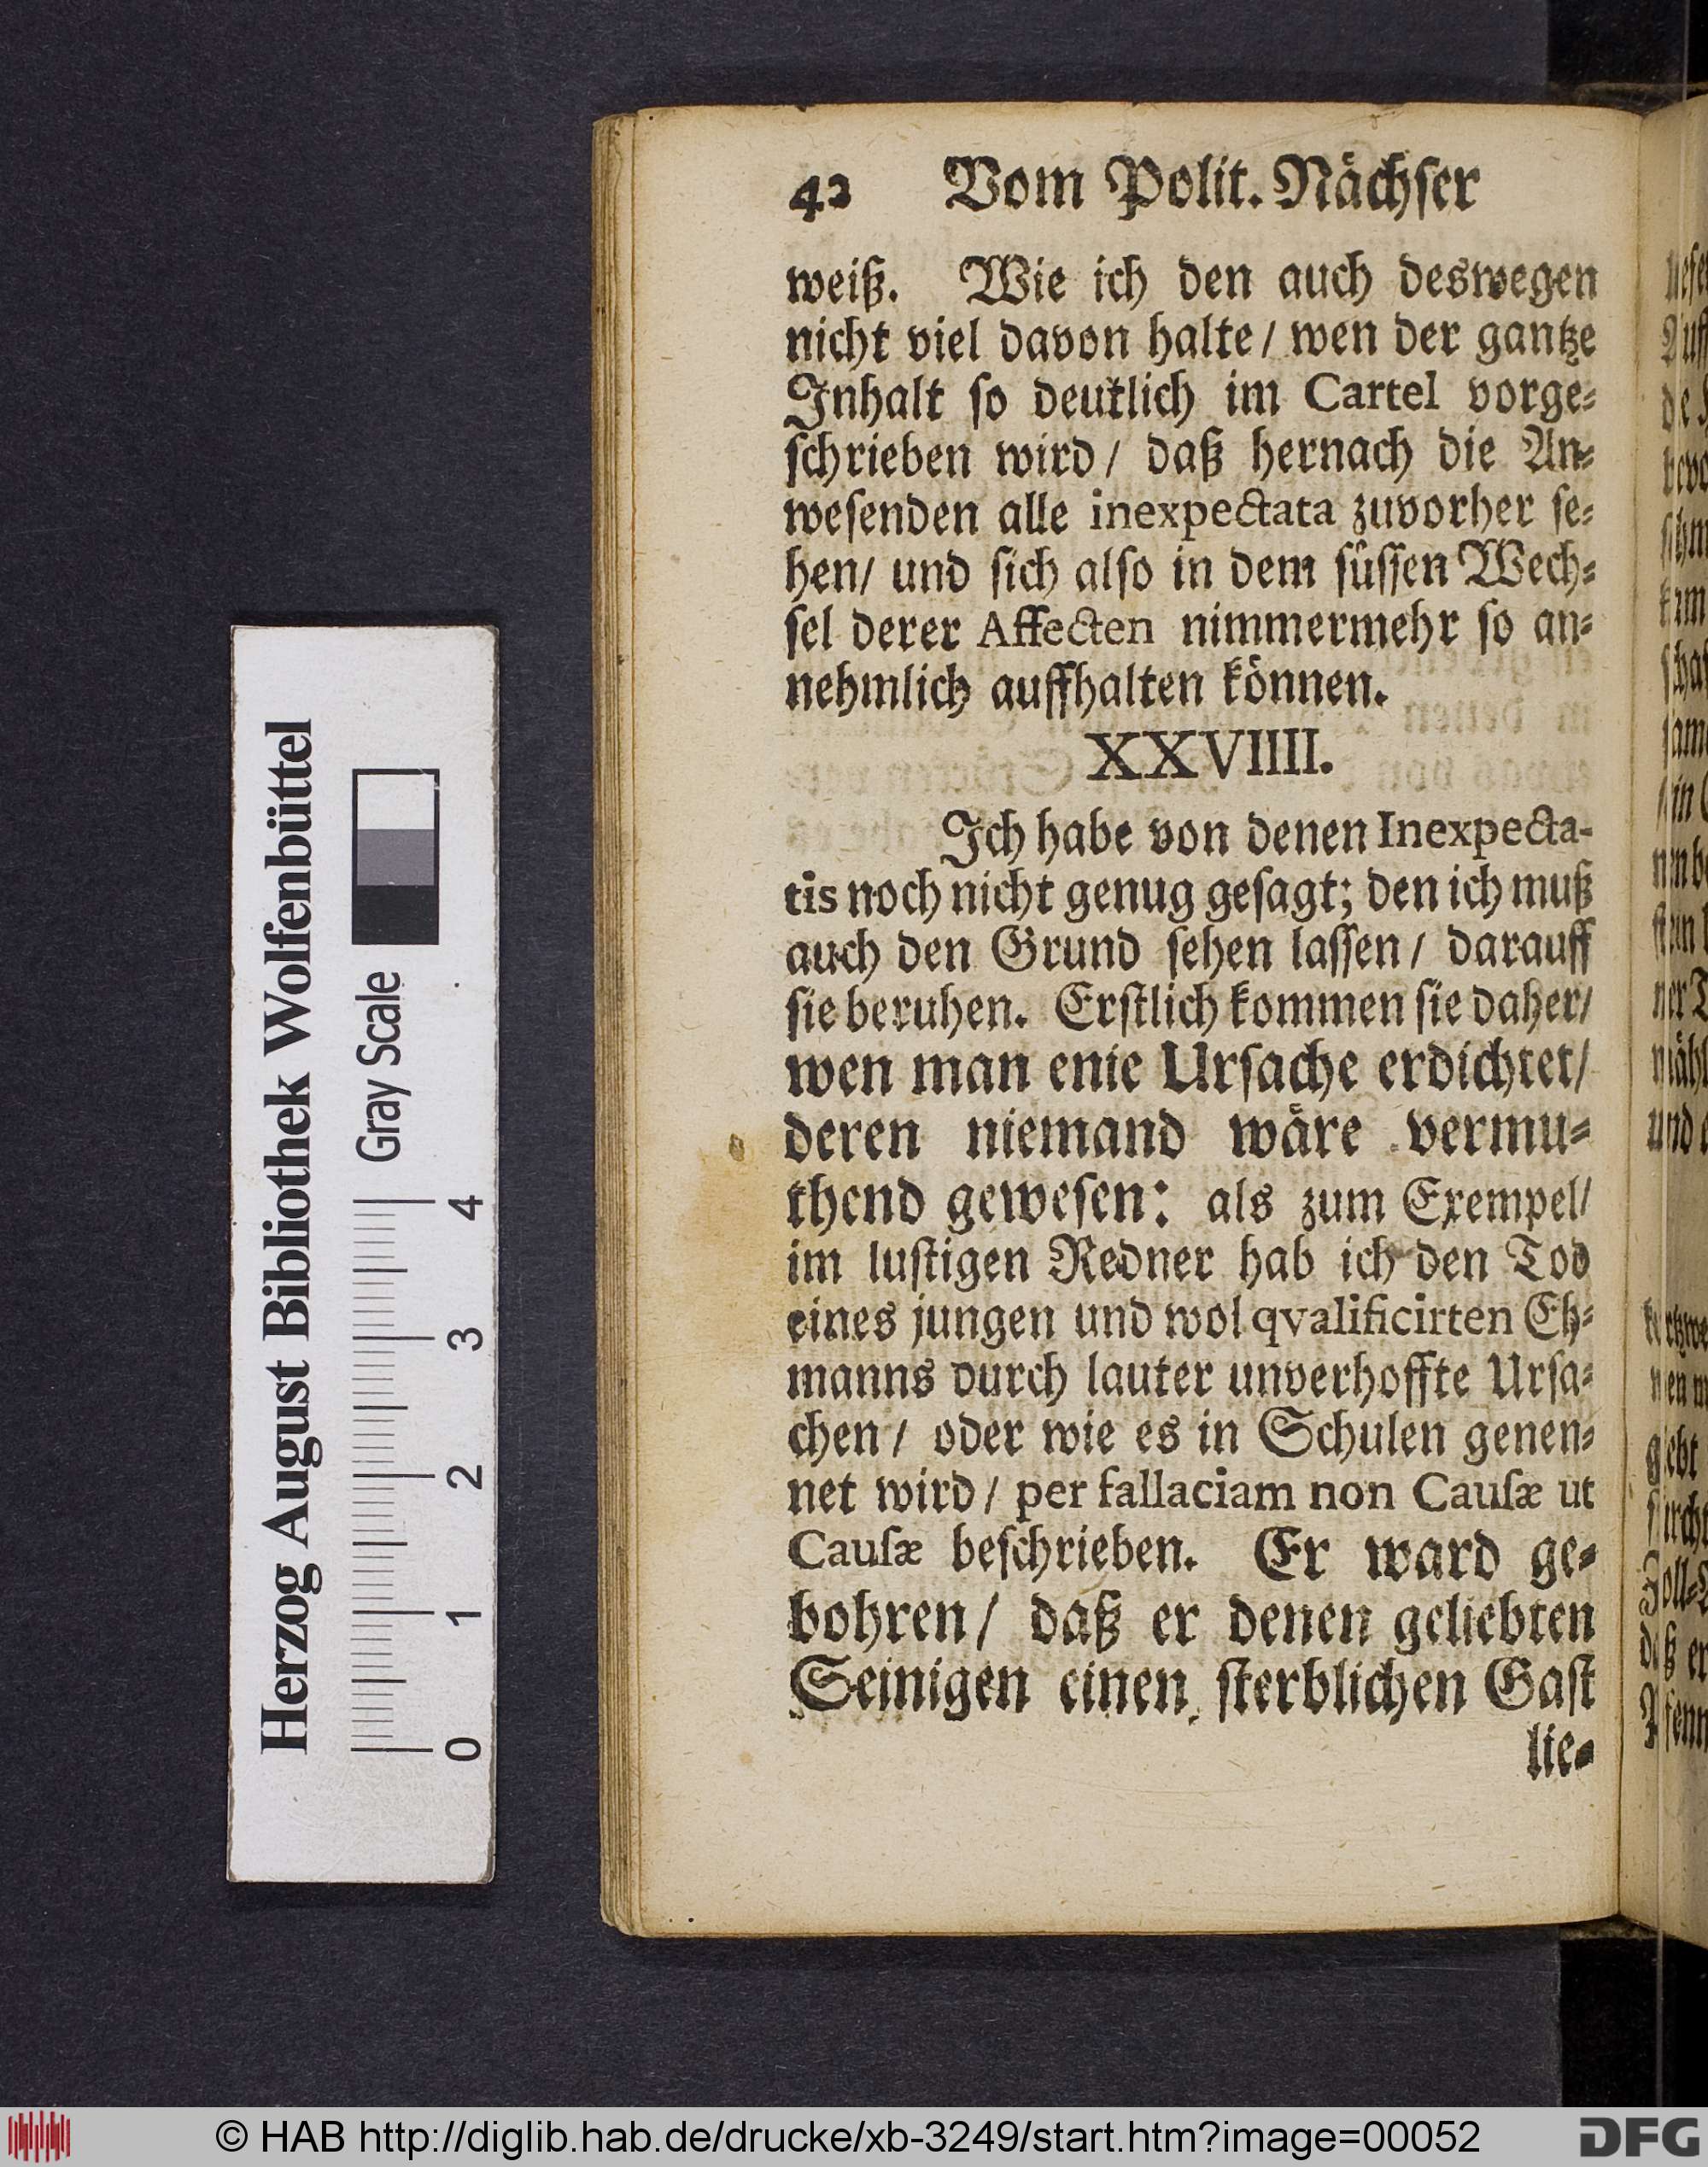 42 Vom Polit. Nächſer
weiß. Wie ich den auch deswegen
nicht viel davon halte / wen der gantze
Inhalt ſo deutlich im Cartel vorge⸗
ſchrieben wird / daß hernach die An⸗
weſenden alle inexpectata zuvorher ſe⸗
hen / und ſich alſo in dem ſuͤſſen Wech⸗
ſel derer Affecten nimmermehr ſo an⸗
nehmlich auffhalten koͤnnen.
XXVIIII.
Ich habe von denen Inexpecta-
tis noch nicht genug geſagt; den ich muß
auch den Grund ſehen laſſen / darauff
ſie beruhen. Erſtlich kommen ſie daher /
wen man enie Urſache erdichtet /
deren niemand waͤre vermu⸗
thend geweſen: als zum Exempel /
im luſtigen Redner hab ich den Tod
eines jungen und wol qvalificirten Eh⸗
manns durch lauter unverhoffte Urſa⸗
chen / oder wie es in Schulen genen⸗
net wird / per fallaciam non Cauſæ ut
Cauſæ beſchrieben. Er ward ge⸗
bohren / daß er denen geliebten
Seinigen einen ſterblichen Gaſt
lie⸗
Herzog August Bibliothek Wolfenbüttel
Gray Scale
0 1 2 3 4
© HAB http://diglib.hab.de/drucke/xb-3249/start.htm?image=00052
DFG